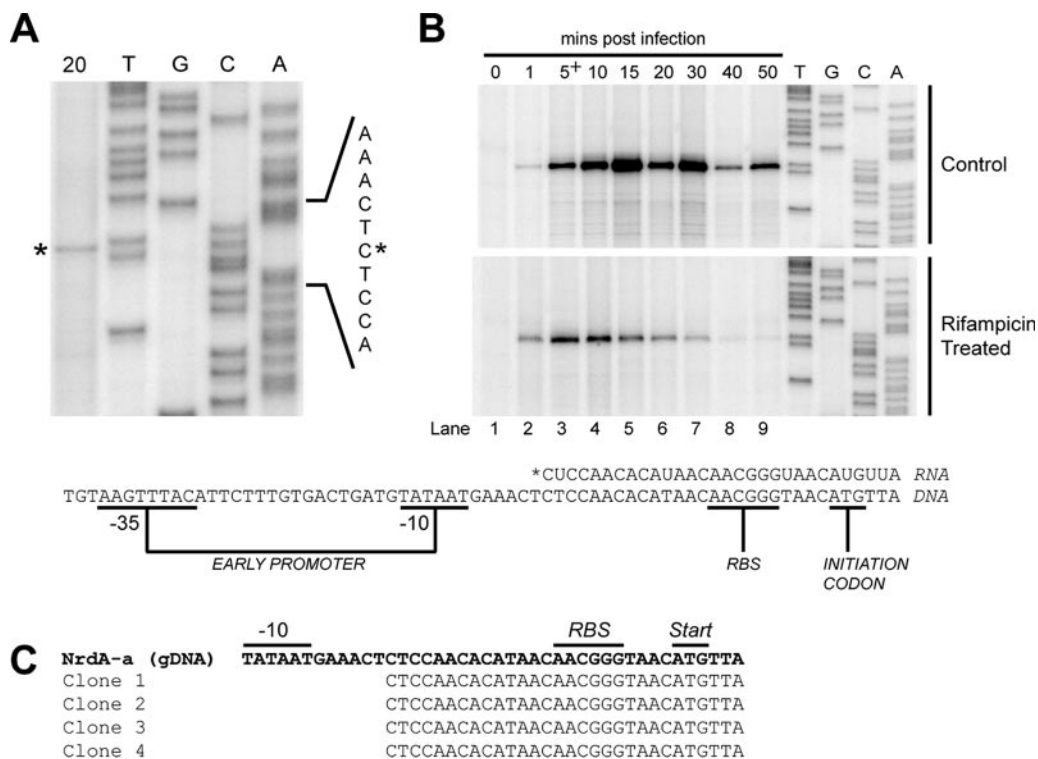 A
20 T G C A
A
A
A
C
T
C
T
C
C
A
*
*
B
mins post infection
0 1 5+ 10 15 20 30 40 50 T G C A
Control
Rifampicin
Treated
Lane 1 2 3 4 5 6 7 8 9
*CUCCAACACAUAACAACGGGUAACAUGUUA RNA
TGTAAGTTTACATTCTTTGTGACTGATGTATAATGAAACTCTCCAACACATAACAACGGGTAACATGTTA DNA
-35 -10
EARLY PROMOTER RBS INITIATION
CODON
C
-10 RBS Start
NrdA-a (gDNA) TATAATGAAACTCTCCAACACATAACAACGGGTAACATGTTA
Clone 1 CTCCAACACATAACAACGGGTAACATGTTA
Clone 2 CTCCAACACATAACAACGGGTAACATGTTA
Clone 3 CTCCAACACATAACAACGGGTAACATGTTA
Clone 4 CTCCAACACATAACAACGGGTAACATGTTA